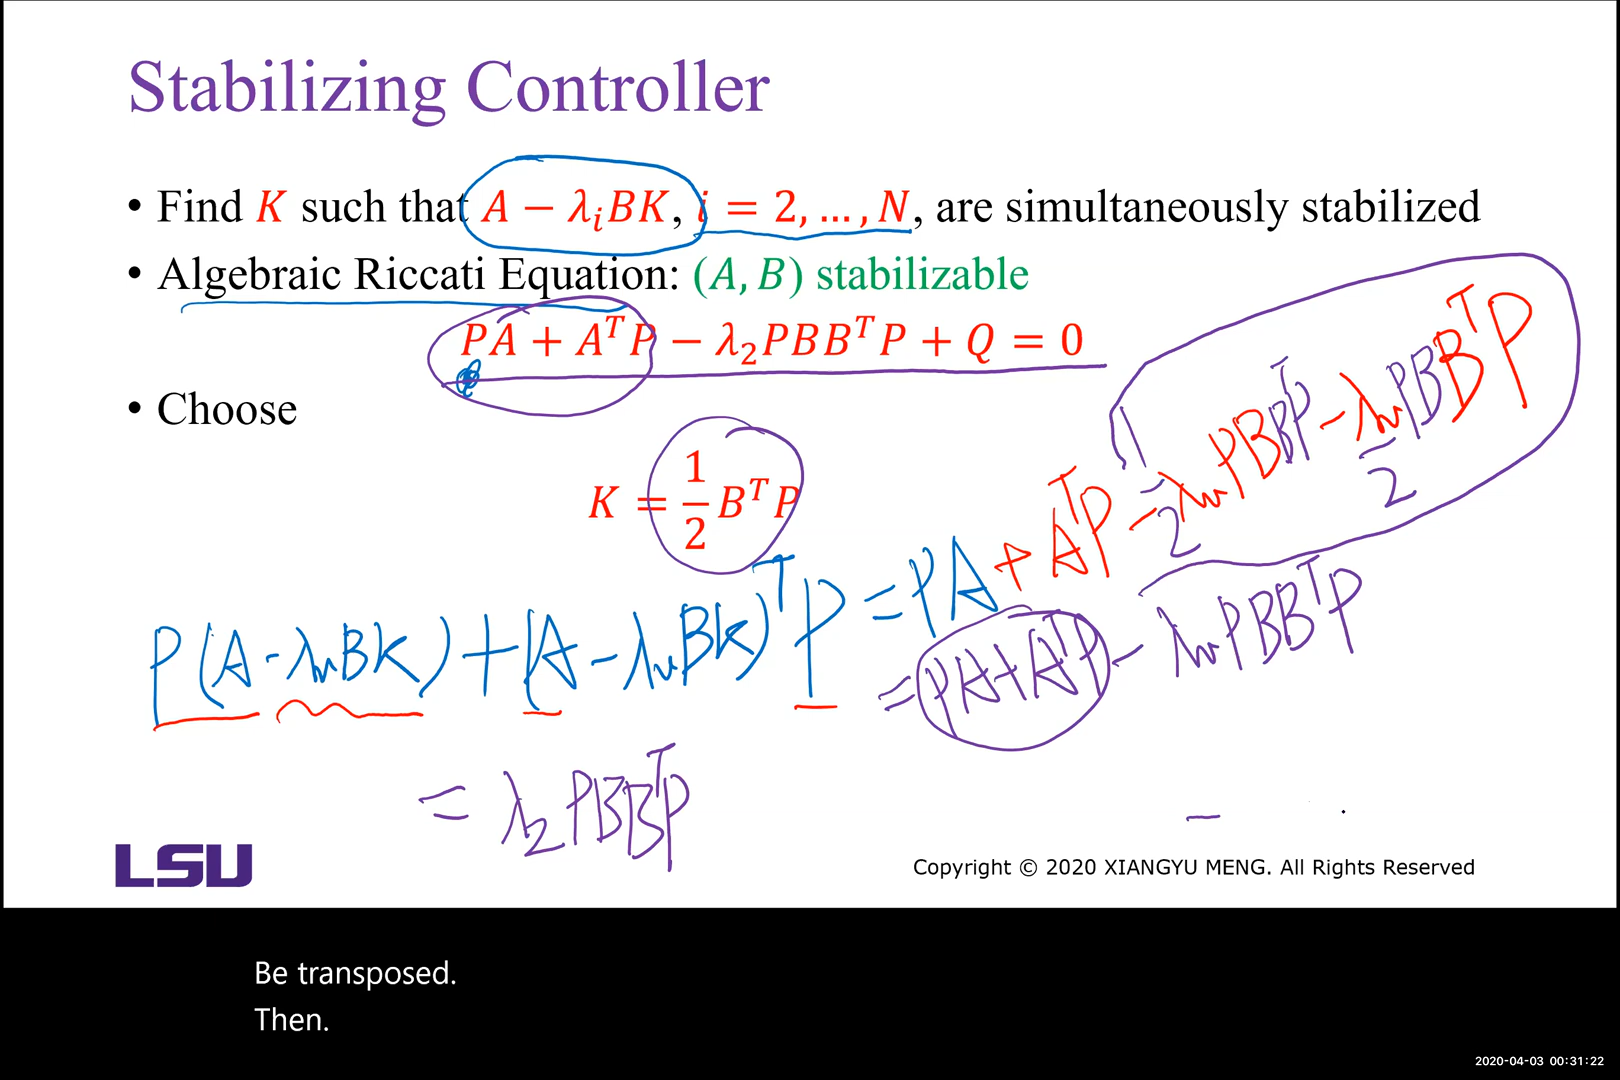 Stabilizing Controller
• Find K such that A − λᵢBK, i = 2, … , N, are simultaneously stabilized
• Algebraic Riccati Equation: (A, B) stabilizable
PA + AᵀP − λ₂PBBᵀP + Q = 0
• Choose
K = 1/2 BᵀP
P(A - λᵢBK) + (A - λᵢBK)ᵀP = PA + AᵀP - 1/2 λᵢPBBᵀP - λᵢ/2 PBBᵀP
= PA + AᵀP - λᵢPBBᵀP
= λ₂PBBᵀP -
LSU
Copyright © 2020 XIANGYU MENG. All Rights Reserved
Be transposed.
Then.
2020-04-03 00:31:22